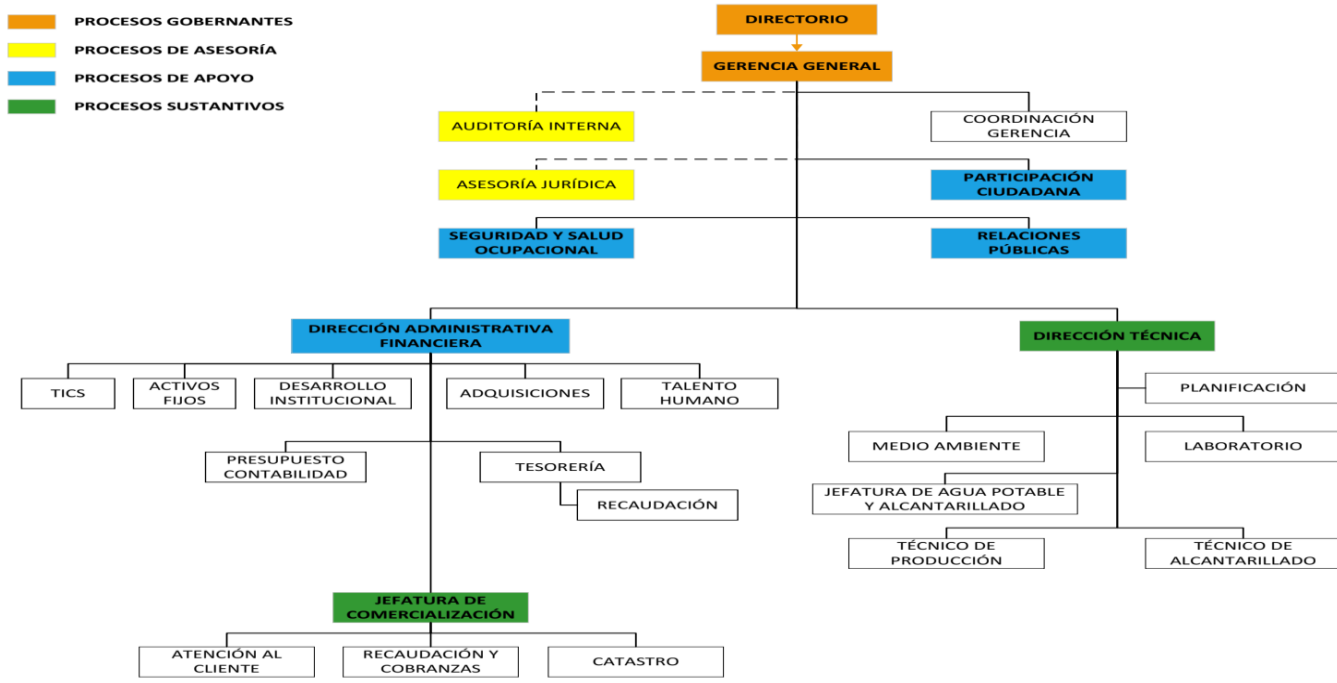 PROCESOS GOBERNANTES
PROCESOS DE ASESORÍA
PROCESOS DE APOYO
PROCESOS SUSTANTIVOS
DIRECTORIO
GERENCIA GENERAL
AUDITORÍA INTERNA
COORDINACIÓN
GERENCIA
ASESORÍA JURÍDICA
PARTICIPACIÓN
CIUDADANA
SEGURIDAD Y SALUD
OCUPACIONAL
RELACIONES
PÚBLICAS
DIRECCIÓN ADMINISTRATIVA
FINANCIERA
DIRECCIÓN TÉCNICA
TICS
ACTIVOS
FIJOS
DESARROLLO
INSTITUCIONAL
ADQUISICIONES
TALENTO
HUMANO
PLANIFICACIÓN
PRESUPUESTO
CONTABILIDAD
TESORERÍA
MEDIO AMBIENTE
LABORATORIO
RECAUDACIÓN
JEFATURA DE AGUA POTABLE
Y ALCANTARILLADO
TÉCNICO DE
PRODUCCIÓN
TÉCNICO DE
ALCANTARILLADO
JEFATURA DE
COMERCIALIZACIÓN
ATENCIÓN AL
CLIENTE
RECAUDACIÓN Y
COBRANZAS
CATASTRO